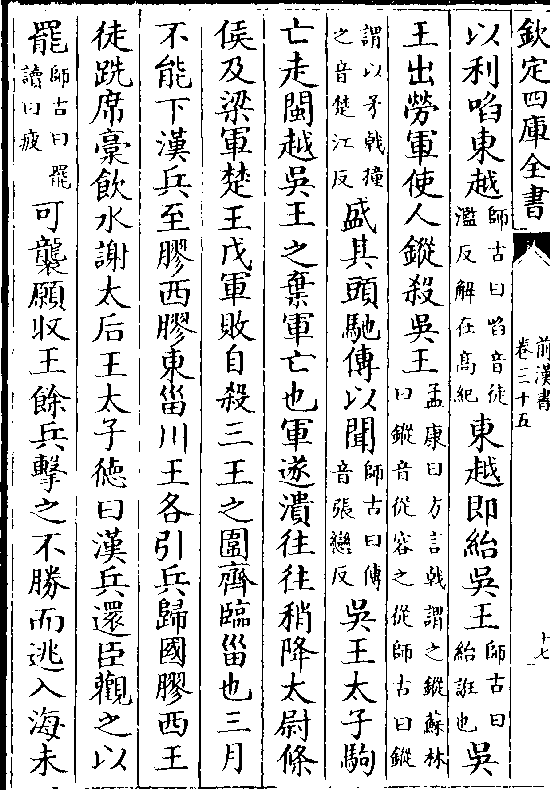 欽定四庫全書
前漢書
卷三十五
十七
以利啗東越師古曰啗音徒濫反解在高紀東越即紿吳王師古曰紿誑也吳
王出勞軍使人鏦殺吳王孟康曰方言戟謂之鏦蘇林曰鏦音從容之從師古曰鏦
謂以矛戟撞之音楚江反盛其頭馳傳以聞師古曰傳音張戀反吳王太子駒
亡走閩越吳王之棄軍亡也軍遂潰往往稍降太尉條
侯及梁軍楚王戊軍敗自殺三王之圍齊臨甾也三月
不能下漢兵至膠西膠東甾川王各引兵歸國膠西王
徒跣席稾飲水謝太后王太子德曰漢兵還臣觀之以
罷師古曰罷讀曰疲可襲願收王餘兵擊之不勝而逃入海未